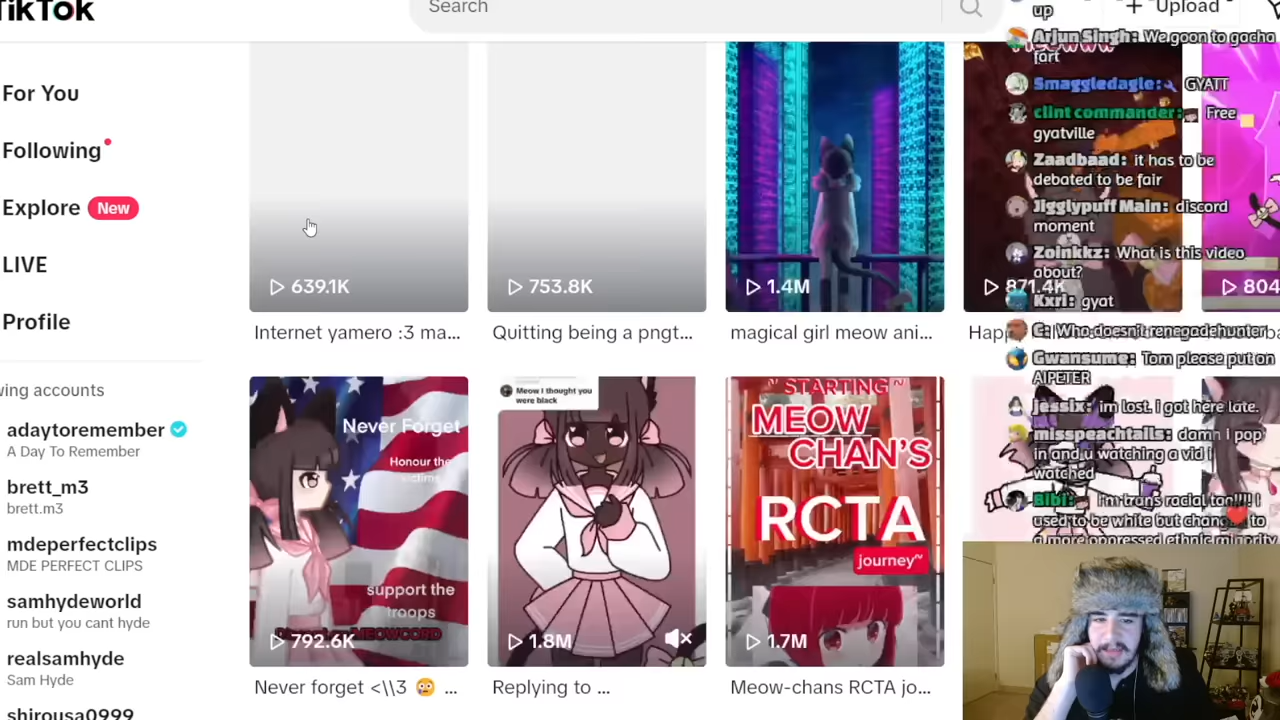 TikTok
Search
Upload
For You
Following
Explore New
LIVE
Profile
wing accounts
adaytoremember
A Day To Remember
brett_m3
brett.m3
mdeperfectclips
MDE PERFECT CLIPS
samhydeworld
run but you cant hyde
realsamhyde
Sam Hyde
shirousa0999
639.1K
753.8K
1.4M
871.4K
804
Internet yamero :3 ma...
Quitting being a pngt...
magical girl meow ani...
Never Forget
Honour the
victims
support the
troops
MEOWCORD
792.6K
Meow I thought you
were black
1.8M
~ STARTING ~
MEOW
CHAN'S
RCTA
journey~
1.7M
Never forget <\\3 😨 ...
Replying to ...
Meow-chans RCTA jo...
up
Arjun Singh: We goon to gacha
fart
Smaggledagle: GYATT
clint commander: Free
gyatville
Zaadbaad: it has to be
debated to be fair
Jigglypuff Main: discord
moment
Zoinkkz: What is this video
about?
Kxri: gyat
C: Who doesn't renegadehunter
Gwansume: Tom please put on
AIPETER
jessix: im lost. i got here late.
misspeachtails: damn i pop
in and u watching a vid i
watched
Bibi: I'm trans racial too!!!! I
used to be white but changed to
a more oppressed ethnic minority